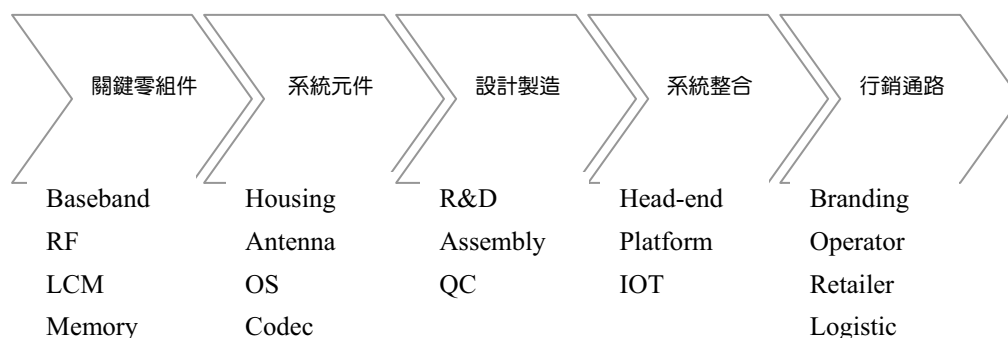 關鍵零組件 系統元件 設計製造 系統整合 行銷通路
Baseband Housing R&D Head-end Branding
RF Antenna Assembly Platform Operator
LCM OS QC IOT Retailer
Memory Codec Logistic